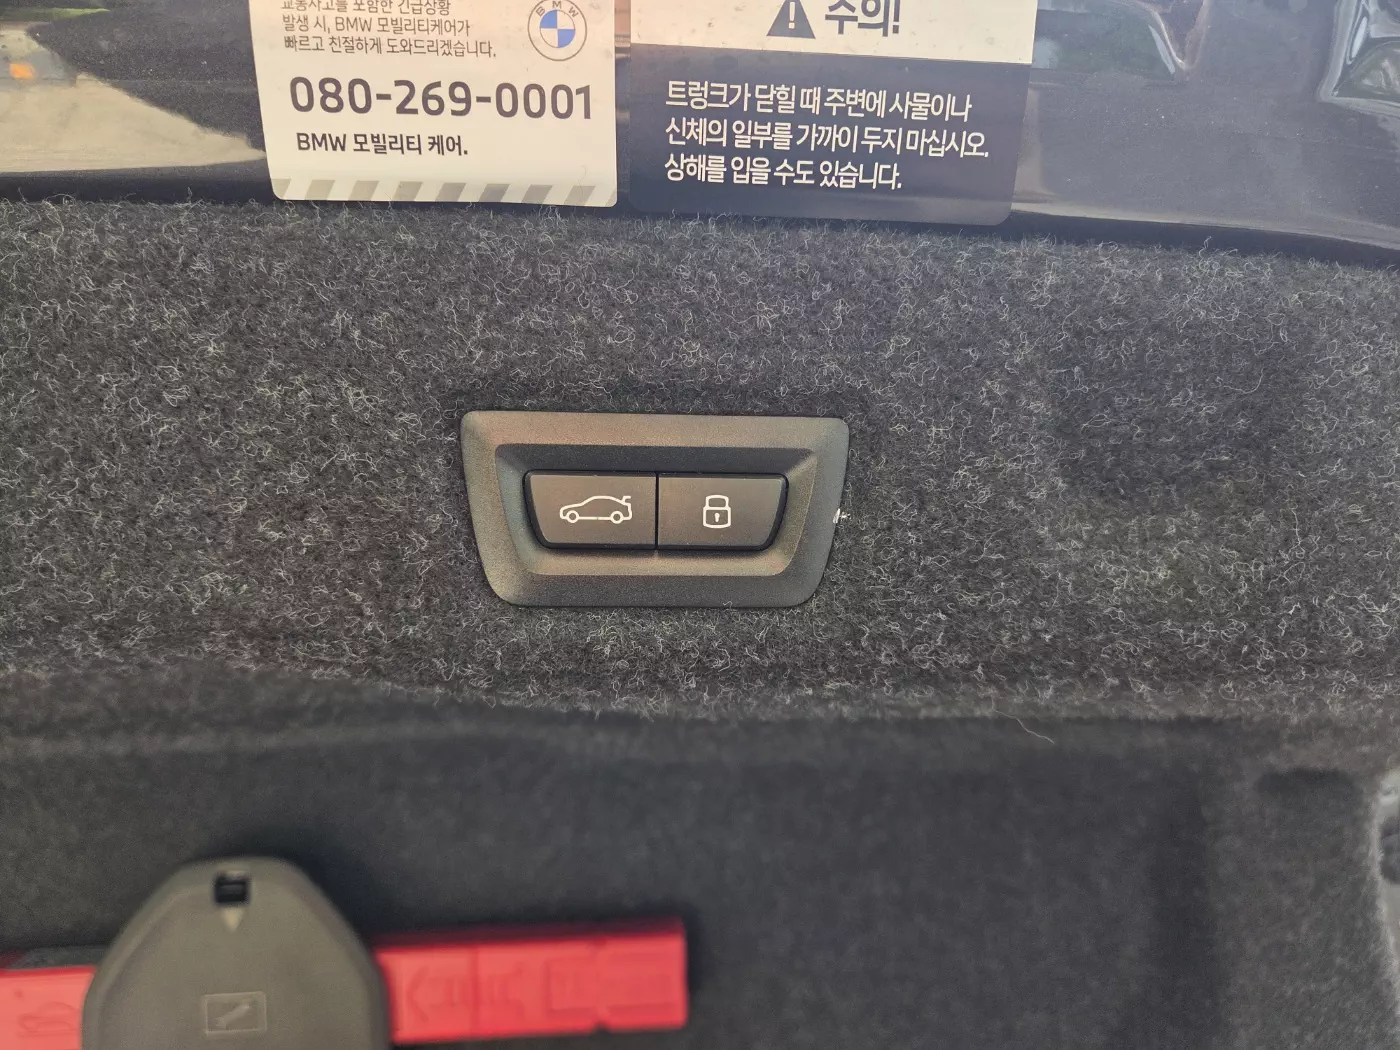 교통사고를 포함한 긴급상황
발생 시, BMW 모빌리티케어가
빠르고 친절하게 도와드리겠습니다.
BMW
080-269-0001
BMW 모빌리티 케어.
주의!
트렁크가 닫힐 때 주변에 사물이나
신체의 일부를 가까이 두지 마십시오.
상해를 입을 수도 있습니다.